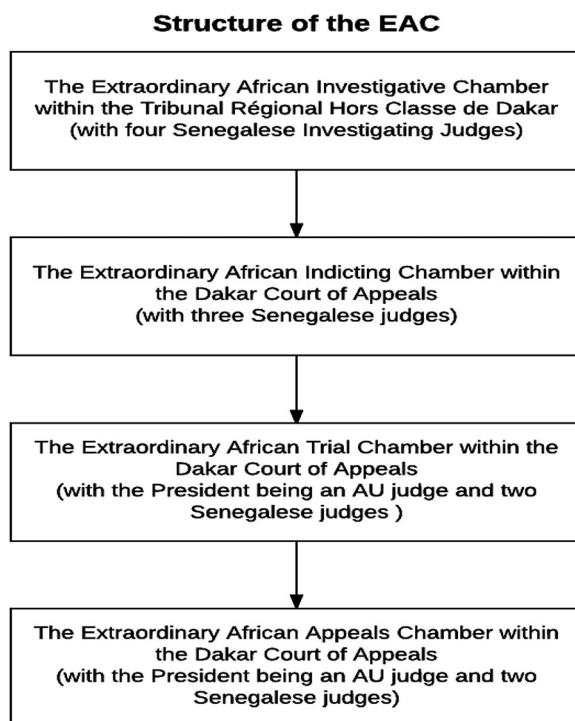 Structure of the EAC
The Extraordinary African Investigative Chamber
within the Tribunal Régional Hors Classe de Dakar
(with four Senegalese Investigating Judges)
The Extraordinary African Indicting Chamber within
the Dakar Court of Appeals
(with three Senegalese judges)
The Extraordinary African Trial Chamber within the
Dakar Court of Appeals
(with the President being an AU judge and two
Senegalese judges )
The Extraordinary African Appeals Chamber within
the Dakar Court of Appeals
(with the President being an AU judge and two
Senegalese judges)